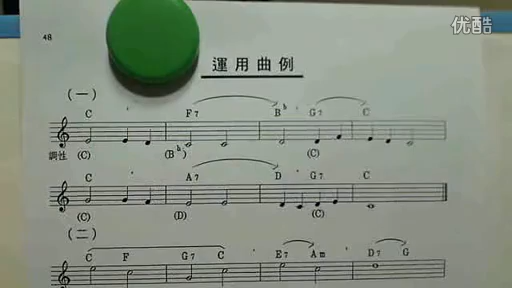 优酷
48
運用曲例
(一)
C F7 B♭ G7 C
調性 (C) (B♭) (C)
C A7 D G7 C
(C) (D) (C)
(二)
C F G7 C E7 Am D7 G